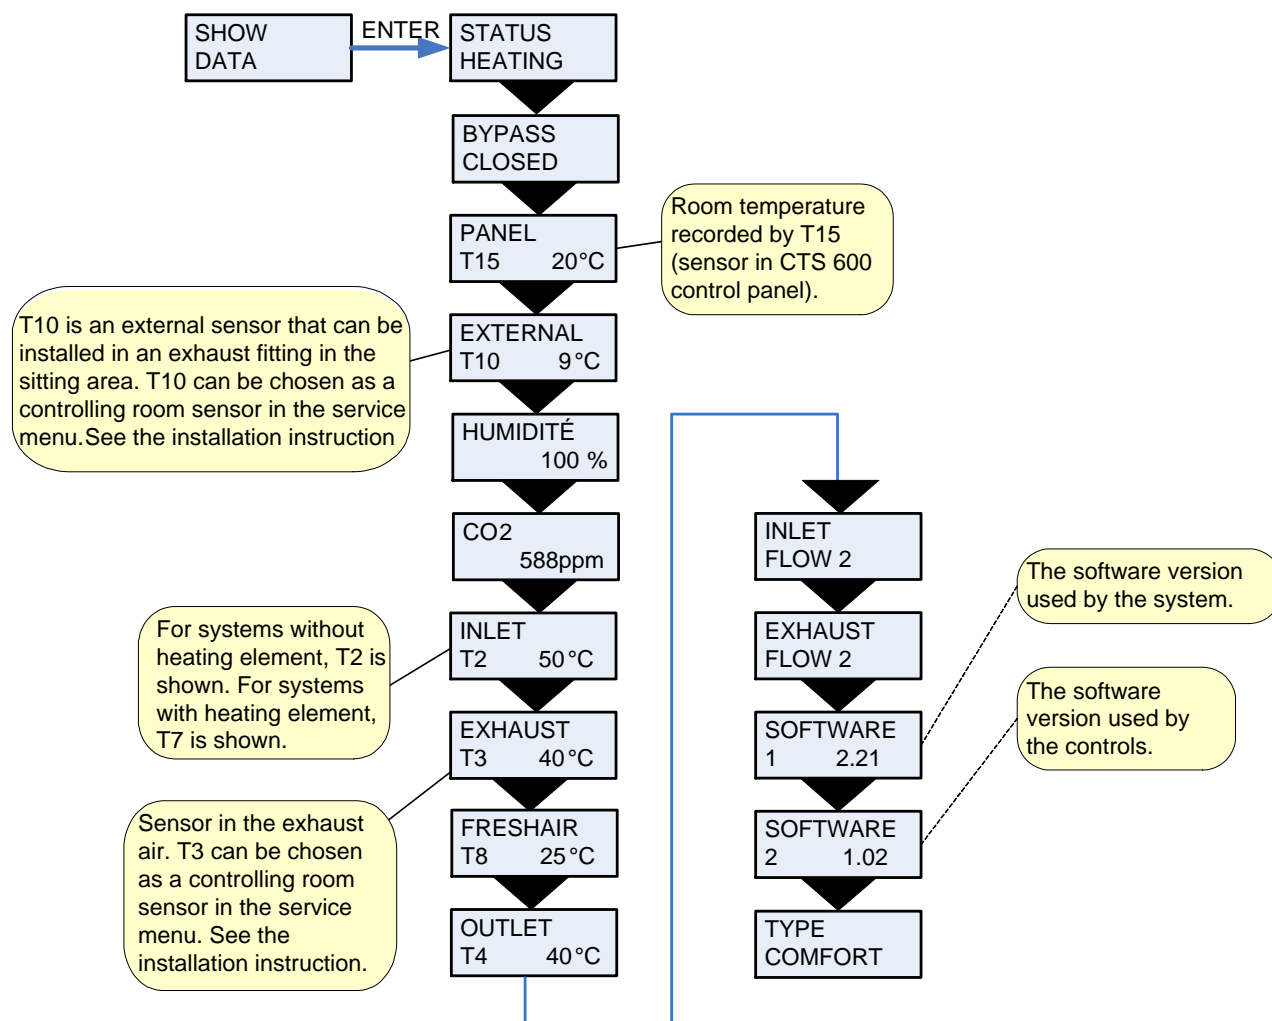 SHOW
DATA
ENTER
STATUS
HEATING
BYPASS
CLOSED
PANEL
T15 20°C
Room temperature
recorded by T15
(sensor in CTS 600
control panel).
EXTERNAL
T10 9°C
T10 is an external sensor that can be
installed in an exhaust fitting in the
sitting area. T10 can be chosen as a
controlling room sensor in the service
menu.See the installation instruction
HUMIDITÉ
100 %
CO2
588ppm
INLET
T2 50°C
For systems without
heating element, T2 is
shown. For systems
with heating element,
T7 is shown.
EXHAUST
T3 40°C
Sensor in the exhaust
air. T3 can be chosen
as a controlling room
sensor in the service
menu. See the
installation instruction.
FRESHAIR
T8 25°C
OUTLET
T4 40°C
INLET
FLOW 2
EXHAUST
FLOW 2
SOFTWARE
1 2.21
The software version
used by the system.
SOFTWARE
2 1.02
The software
version used by
the controls.
TYPE
COMFORT